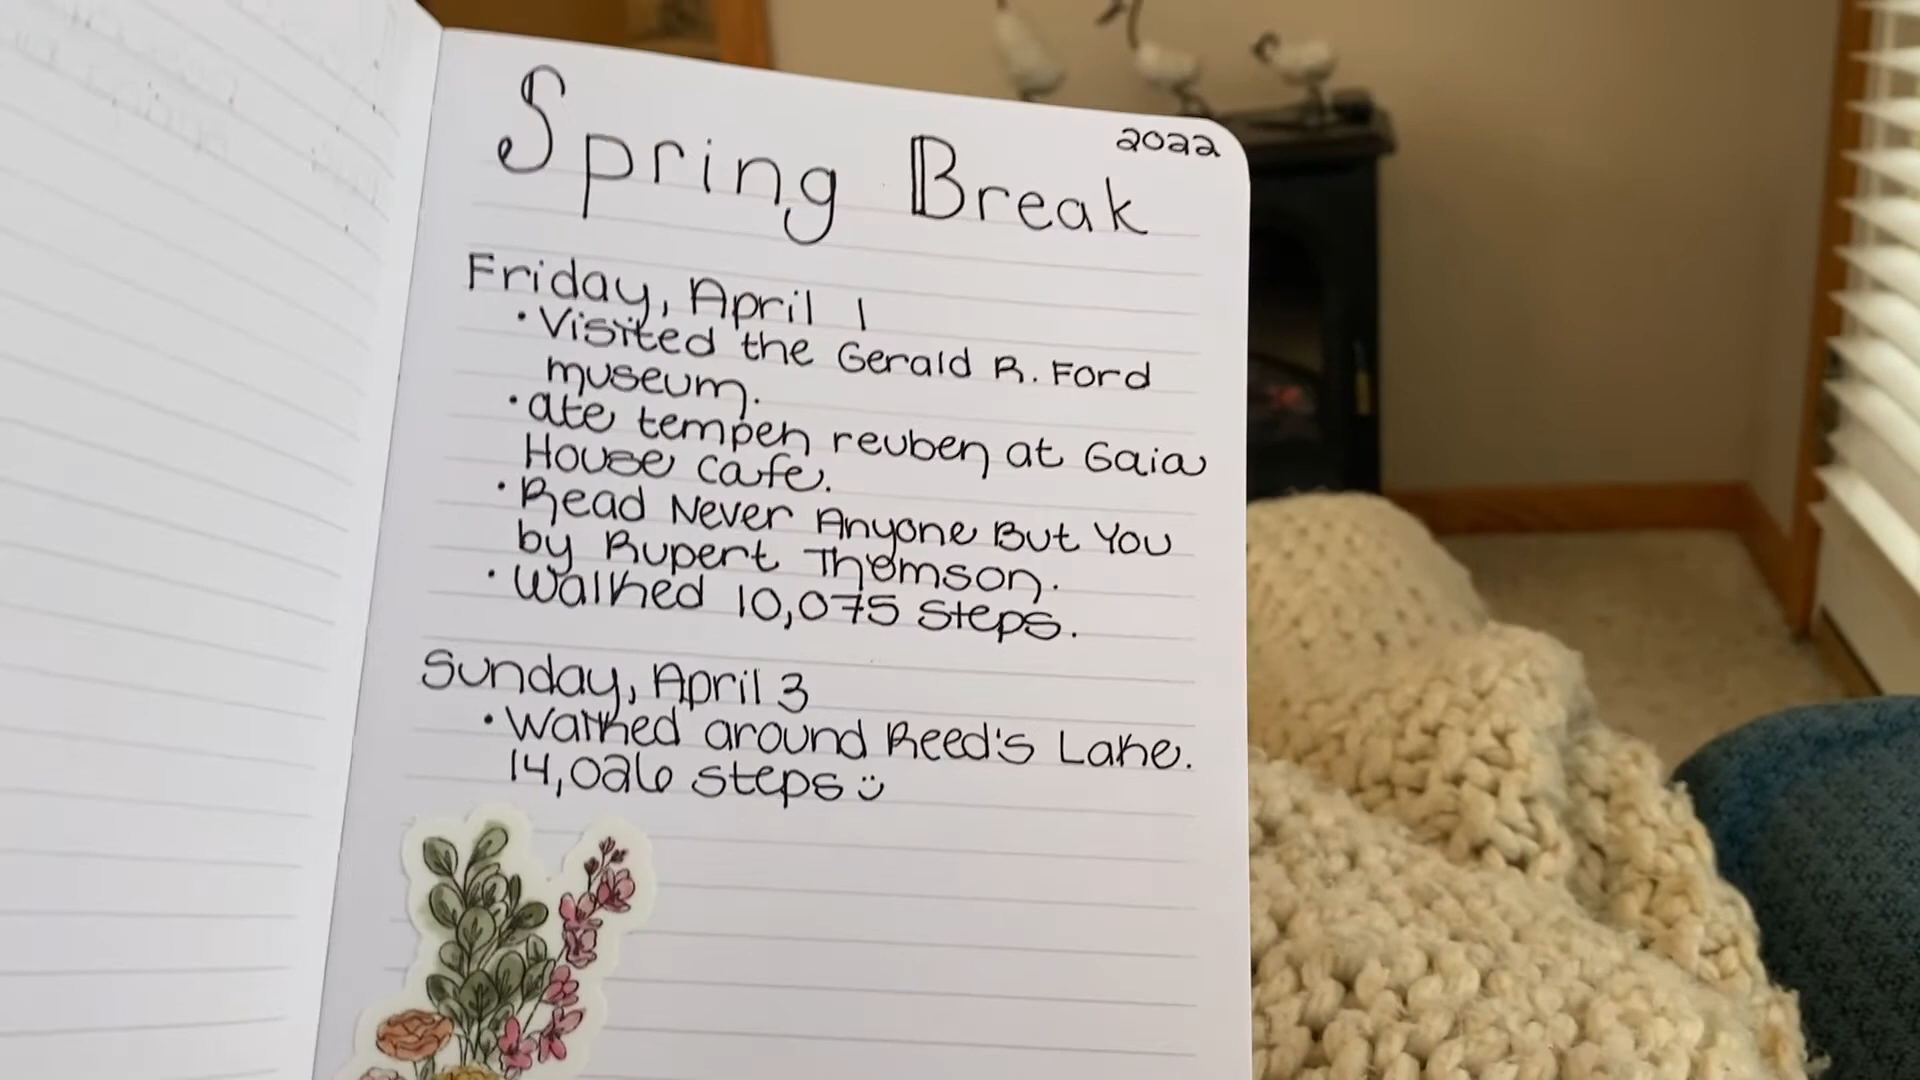 2022
Spring Break
Friday, April 1
• Visited the Gerald R. Ford
museum.
• ate tempeh reuben at Gaia
House cafe.
• Read Never Anyone But You
by Rupert Thomson.
• Walked 10,075 steps.
Sunday, April 3
• Walked around Reed's Lake.
14,026 steps :)